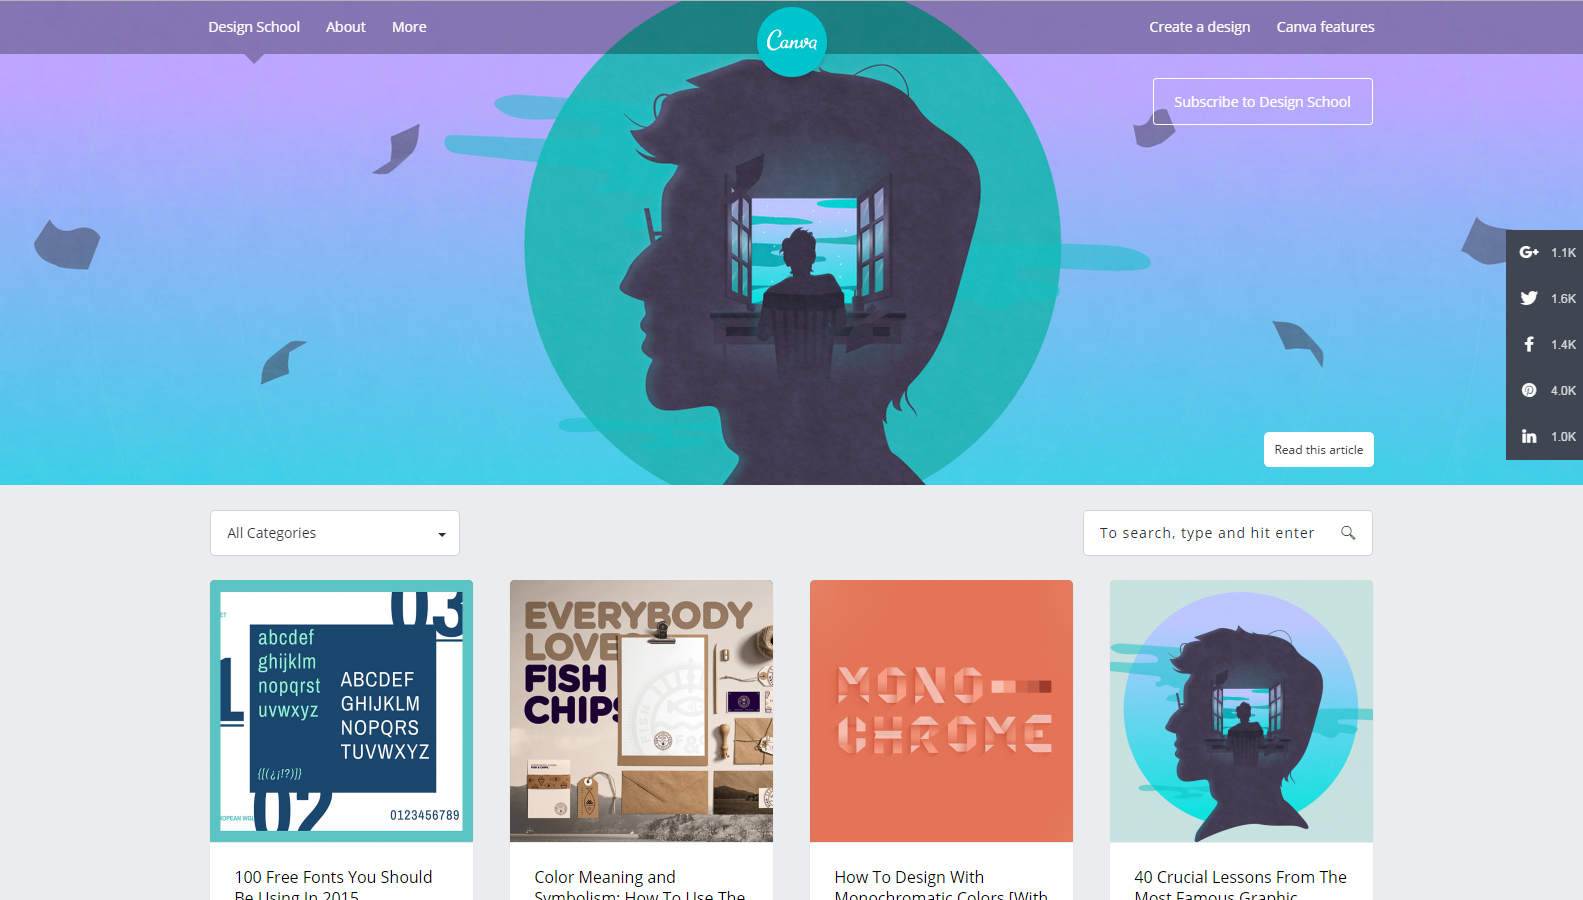 Design School
About
More
Canva
Create a design
Canva features
Subscribe to Design School
1.1K
1.6K
1.4K
4.0K
1.0K
Read this article
All Categories
To search, type and hit enter
03
abcdef
ghijklm
nopqrst
uvwxyz
ABCDEF
GHIJKLM
NOPQRS
TUVWXYZ
{[(¿¡!?)]}
02
0123456789
EVERYBODY
LOVES
FISH
CHIPS
MONO
CHROME
100 Free Fonts You Should
Be Using In 2015
Color Meaning and
Symbolism: How To Use The
How To Design With
Monochromatic Colors [With
40 Crucial Lessons From The
Most Famous Graphic